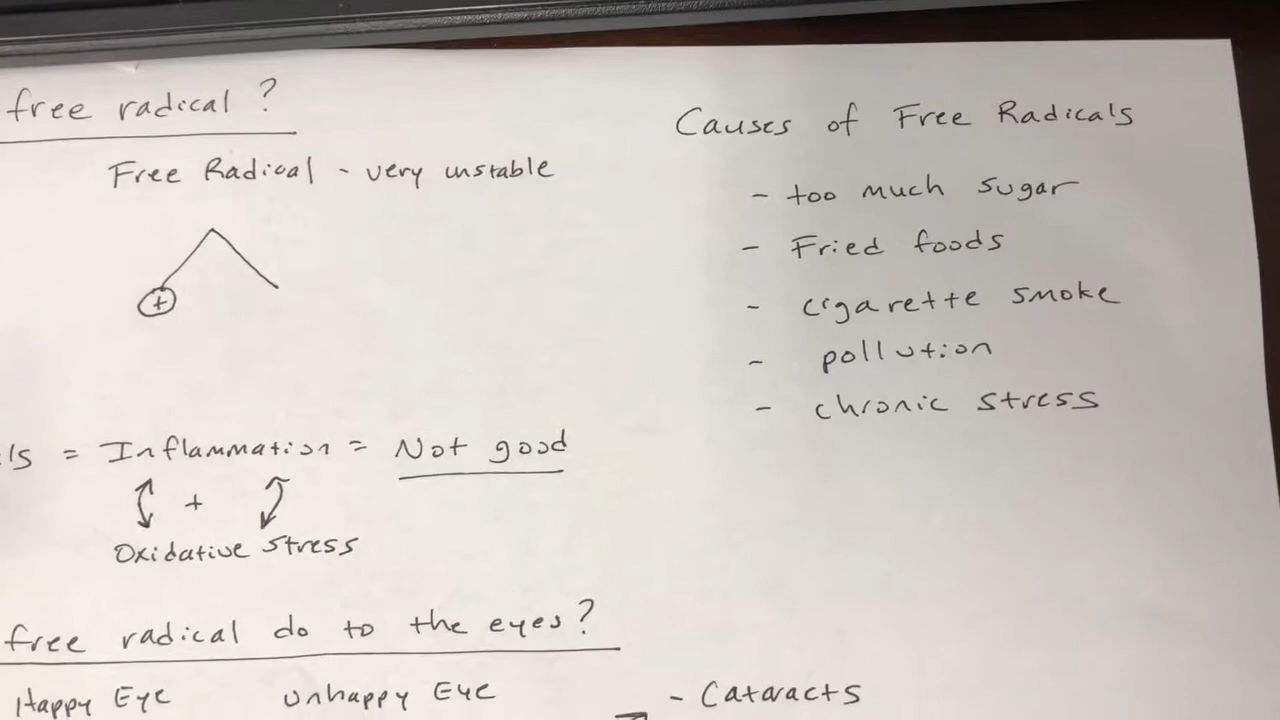 free radical ?
Free Radical - very unstable
+
Causes of Free Radicals
- too much sugar
- Fried foods
- cigarette smoke
- pollution
- chronic stress
= Inflammation = Not good
+
Oxidative Stress
free radical do to the eyes?
Happy Eye
Unhappy Eye
- Cataracts